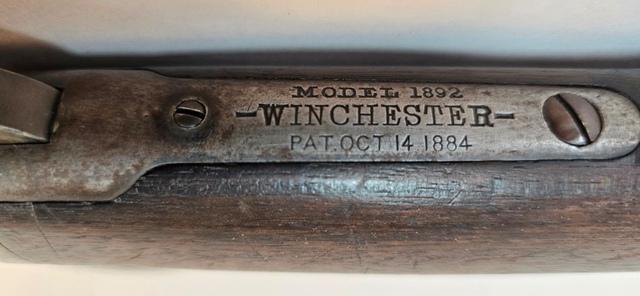 MODEL 1892
-WINCHESTER-
PAT. OCT 14 1884